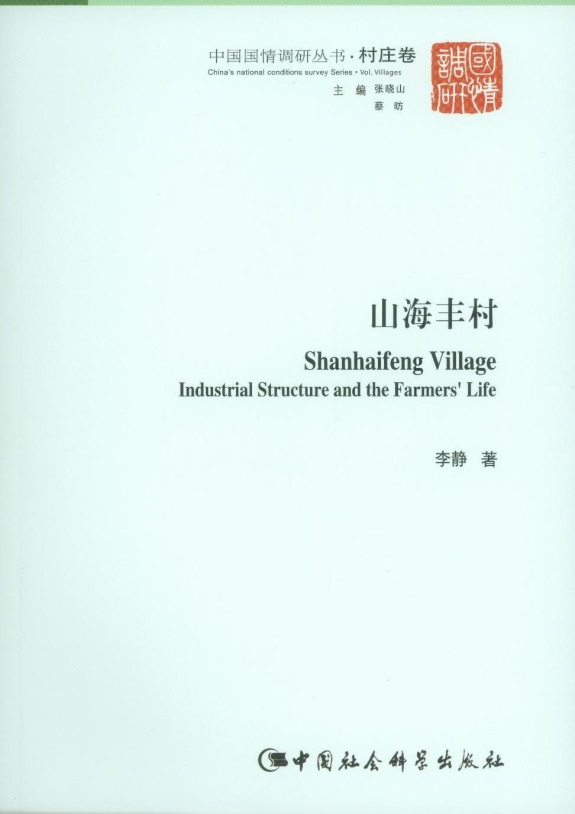 中国国情调研丛书·村庄卷
China's national conditions survey Series · Vol. Villages
主 编 张晓山
蔡 昉
國情調研
山海丰村
Shanhaifeng Village
Industrial Structure and the Farmers' Life
李静 著
中国社会科学出版社